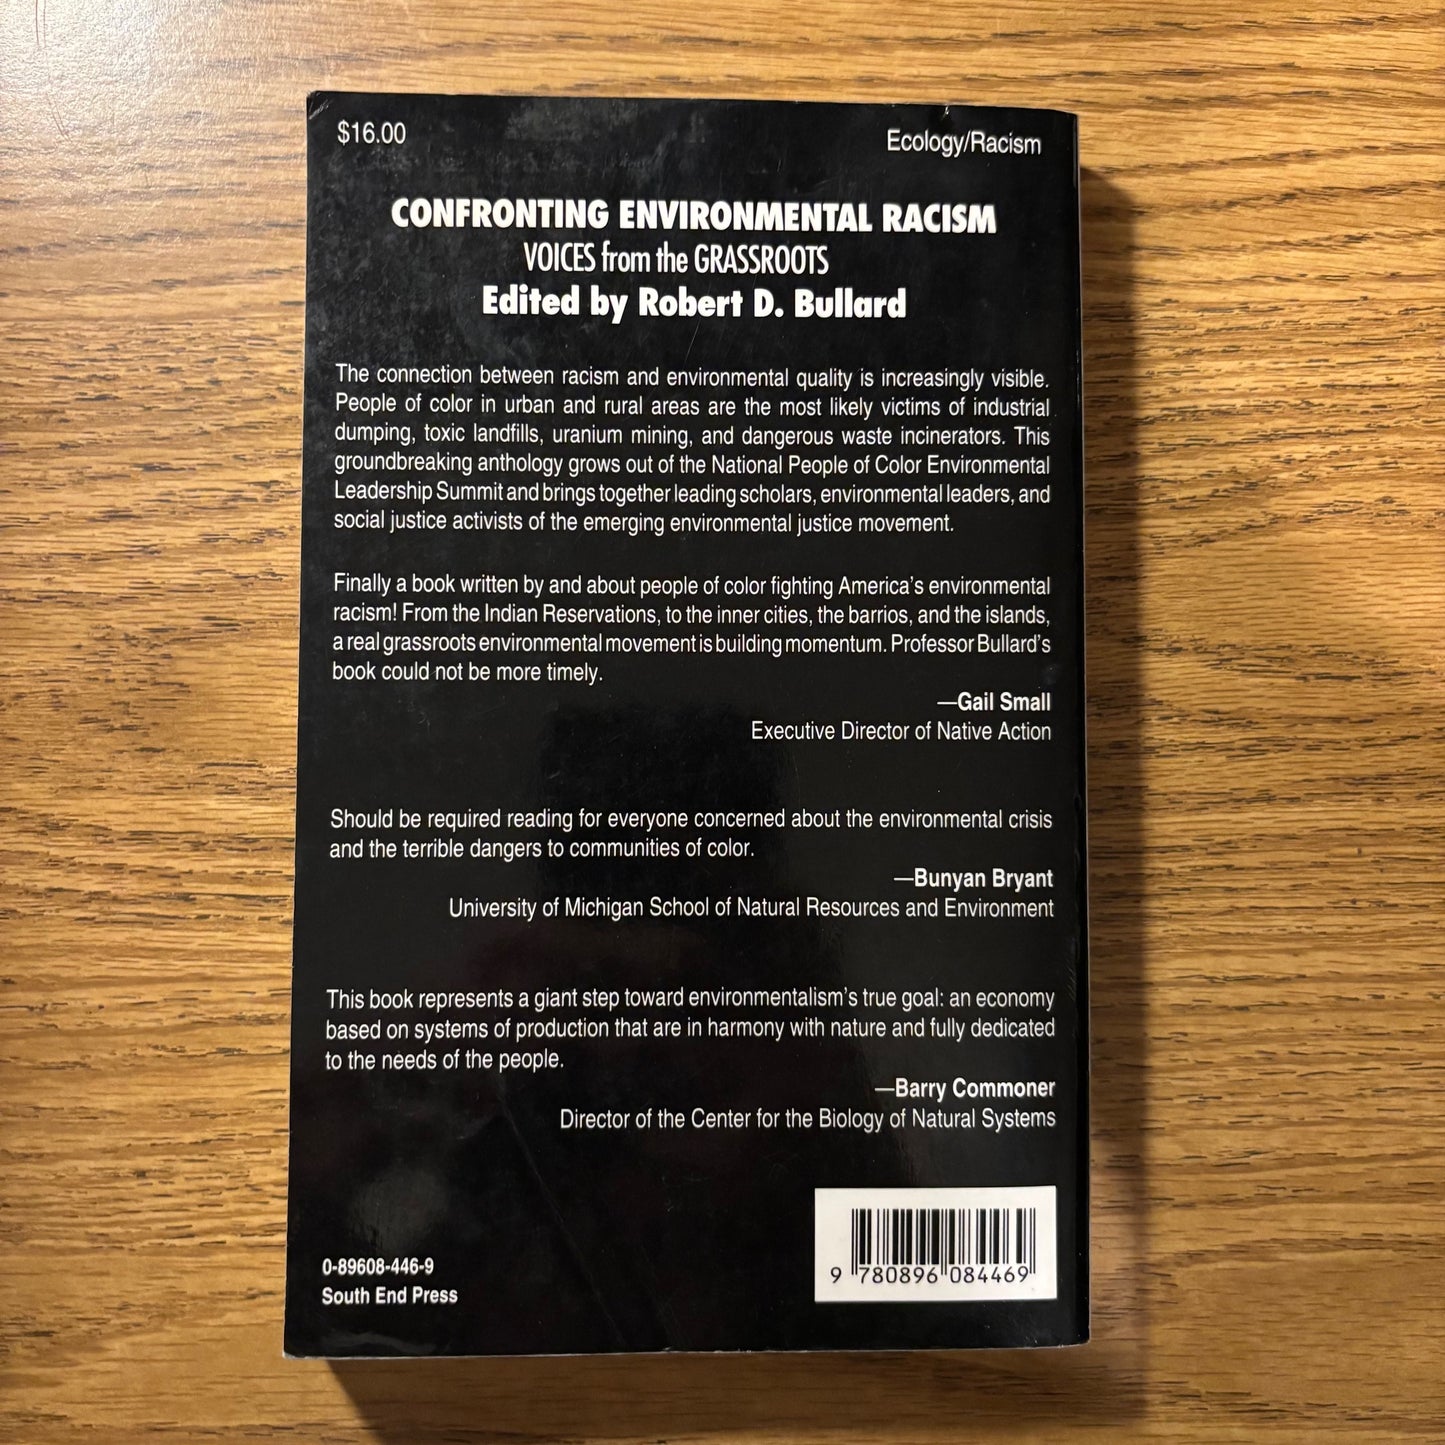 $16.00
Ecology/Racism
CONFRONTING ENVIRONMENTAL RACISM
VOICES from the GRASSROOTS
Edited by Robert D. Bullard
The connection between racism and environmental quality is increasingly visible.
People of color in urban and rural areas are the most likely victims of industrial
dumping, toxic landfills, uranium mining, and dangerous waste incinerators. This
groundbreaking anthology grows out of the National People of Color Environmental
Leadership Summit and brings together leading scholars, environmental leaders, and
social justice activists of the emerging environmental justice movement.
Finally a book written by and about people of color fighting America's environmental
racism! From the Indian Reservations, to the inner cities, the barrios, and the islands,
a real grassroots environmental movement is building momentum. Professor Bullard's
book could not be more timely.
—Gail Small
Executive Director of Native Action
Should be required reading for everyone concerned about the environmental crisis
and the terrible dangers to communities of color.
—Bunyan Bryant
University of Michigan School of Natural Resources and Environment
This book represents a giant step toward environmentalism's true goal: an economy
based on systems of production that are in harmony with nature and fully dedicated
to the needs of the people.
—Barry Commoner
Director of the Center for the Biology of Natural Systems
0-89608-446-9
South End Press
9 780896 084469